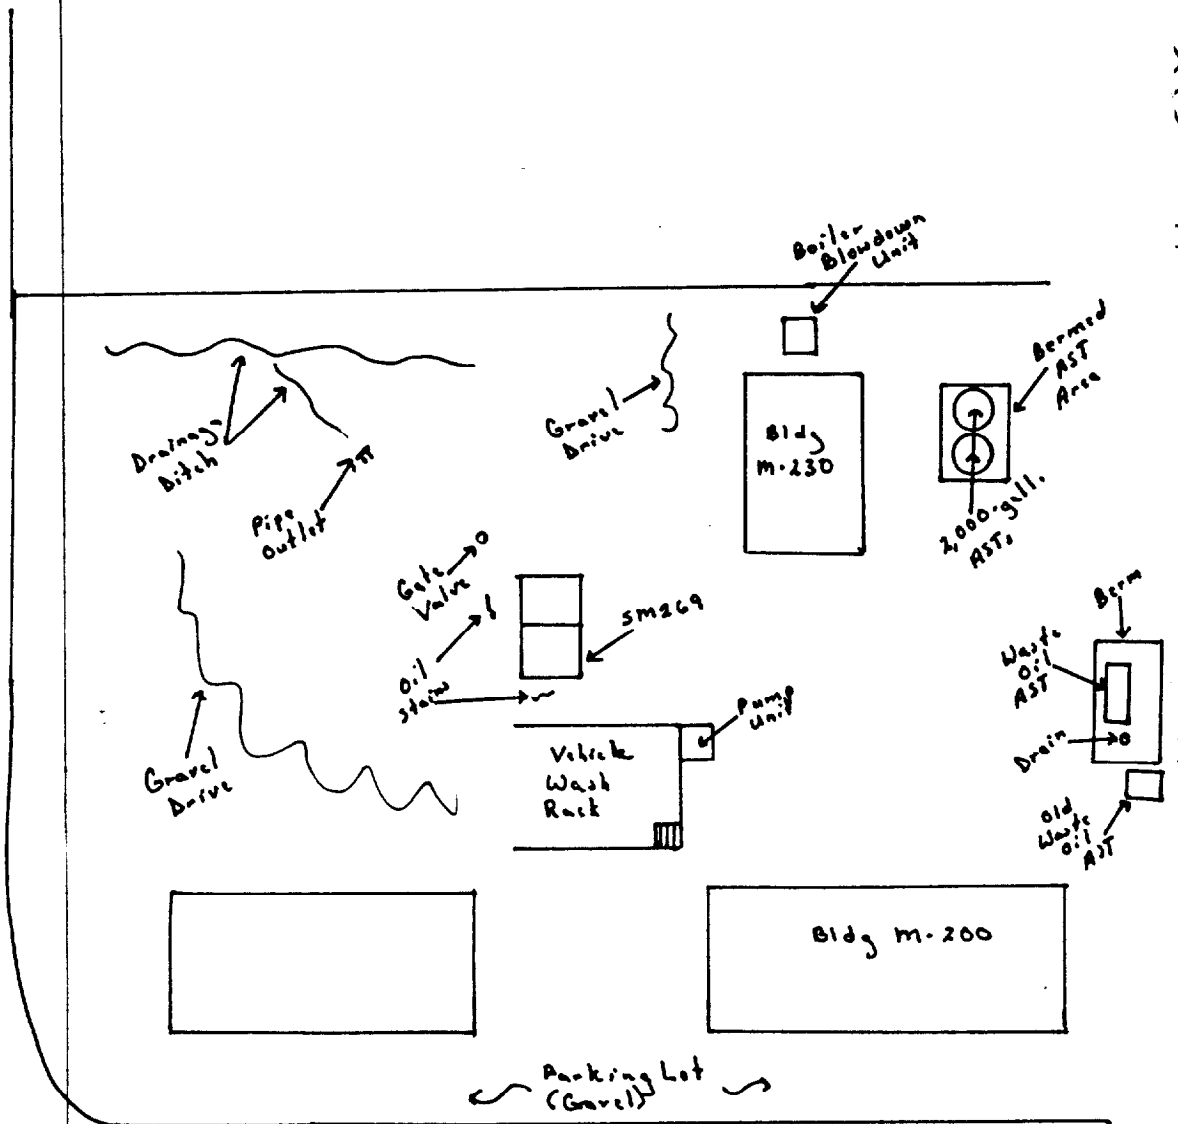 Boiler
Blowdown
Unit
Bermed
AST
Area
Gravel
Drive
Bldg
M-230
Drainage
Ditch
Pipe
Outlet
2,000-gall.
ASTs
Gate
Valve
SM269
Berm
Oil
Stains
Waste
Oil
AST
Pump
Unit
Drain
Gravel
Drive
Vehicle
Wash
Rack
Old
Waste
Oil
AST
Bldg M-200
Parking Lot
(Gravel)